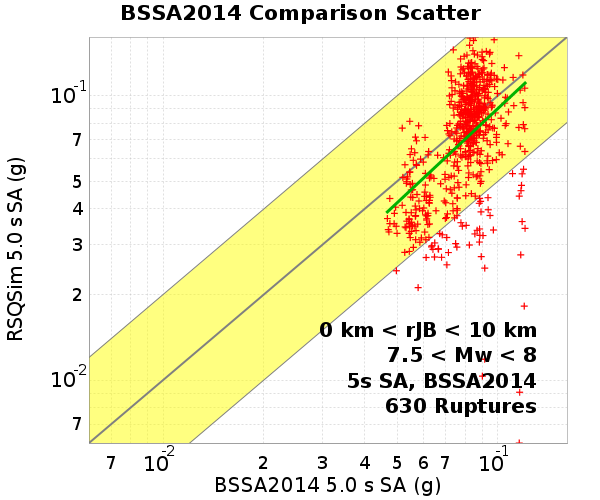 BSSA2014 Comparison Scatter
RSQSim 5.0 s SA (g)
10-1
7
5
4
3
2
10-2
7
0 km < rJB < 10 km
7.5 < Mw < 8
5s SA, BSSA2014
630 Ruptures
7 10-2 2 3 4 5 6 7 10-1
BSSA2014 5.0 s SA (g)